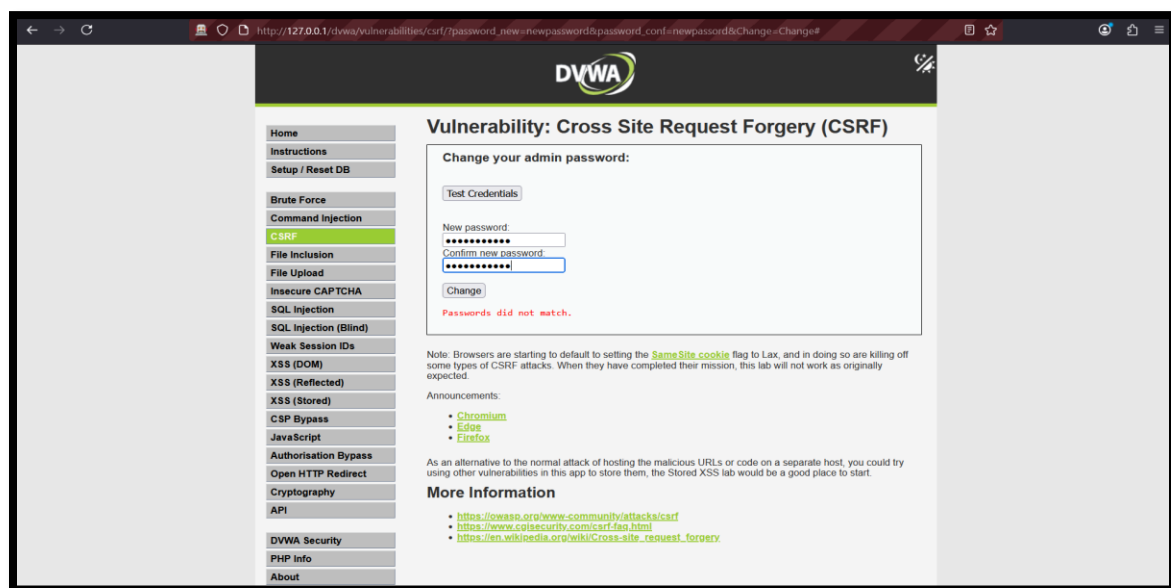 http://127.0.0.1/dvwa/vulnerabilities/csrf/?password_new=newpassword&password_conf=newpassord&Change=Change#
DVWA
Home
Instructions
Setup / Reset DB
Brute Force
Command Injection
CSRF
File Inclusion
File Upload
Insecure CAPTCHA
SQL Injection
SQL Injection (Blind)
Weak Session IDs
XSS (DOM)
XSS (Reflected)
XSS (Stored)
CSP Bypass
JavaScript
Authorisation Bypass
Open HTTP Redirect
Cryptography
API
DVWA Security
PHP Info
About
Vulnerability: Cross Site Request Forgery (CSRF)
Change your admin password:
Test Credentials
New password:
Confirm new password:
Change
Passwords did not match.
Note: Browsers are starting to default to setting the SameSite cookie flag to Lax, and in doing so are killing off
some types of CSRF attacks. When they have completed their mission, this lab will not work as originally
expected.
Announcements:
Chromium
Edge
Firefox
As an alternative to the normal attack of hosting the malicious URLs or code on a separate host, you could try
using other vulnerabilities in this app to store them, the Stored XSS lab would be a good place to start.
More Information
https://owasp.org/www-community/attacks/csrf
https://www.cgisecurity.com/csrf-faq.html
https://en.wikipedia.org/wiki/Cross-site_request_forgery